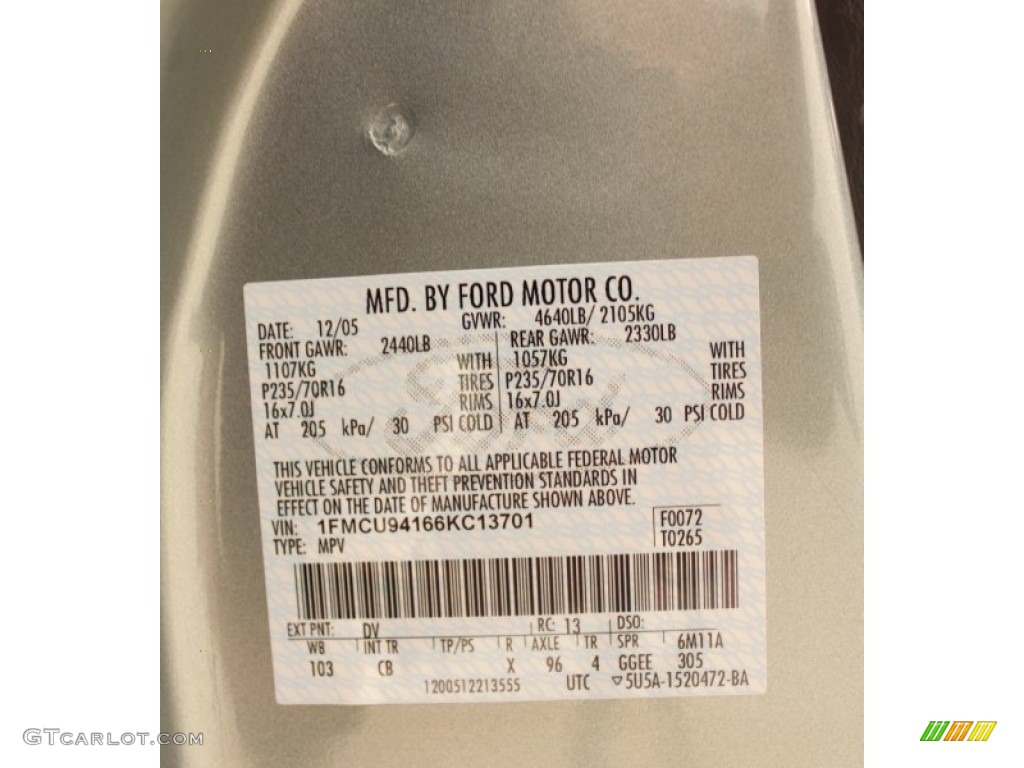 MFD. BY FORD MOTOR CO.
DATE: 12/05 GVWR: 4640LB/ 2105KG
FRONT GAWR: 2440LB REAR GAWR: 2330LB
1107KG WITH 1057KG WITH
P235/70R16 TIRES P235/70R16 TIRES
16x7.0J RIMS 16x7.0J RIMS
AT 205 kPa/ 30 PSI COLD AT 205 kPa/ 30 PSI COLD
THIS VEHICLE CONFORMS TO ALL APPLICABLE FEDERAL MOTOR
VEHICLE SAFETY AND THEFT PREVENTION STANDARDS IN
EFFECT ON THE DATE OF MANUFACTURE SHOWN ABOVE.
VIN: 1FMCU94166KC13701 F0072
TYPE: MPV T0265
EXT PNT: DV RC: 13 DSO:
WB INT TR TP/PS R AXLE TR SPR 6M11A
103 CB X 96 4 GGEE 305
1200512213555 UTC ▽5U5A-1520472-BA
GTCARLOT.COM